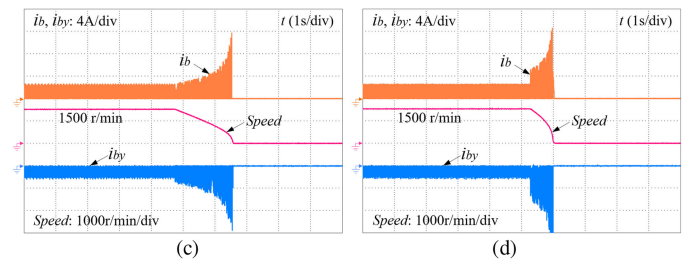 ib, iby: 4A/div t (1s/div)
ib
1500 r/min Speed
iby
Speed: 1000r/min/div
(c)
ib, iby: 4A/div t (1s/div)
ib
1500 r/min Speed
iby
Speed: 1000r/min/div
(d)